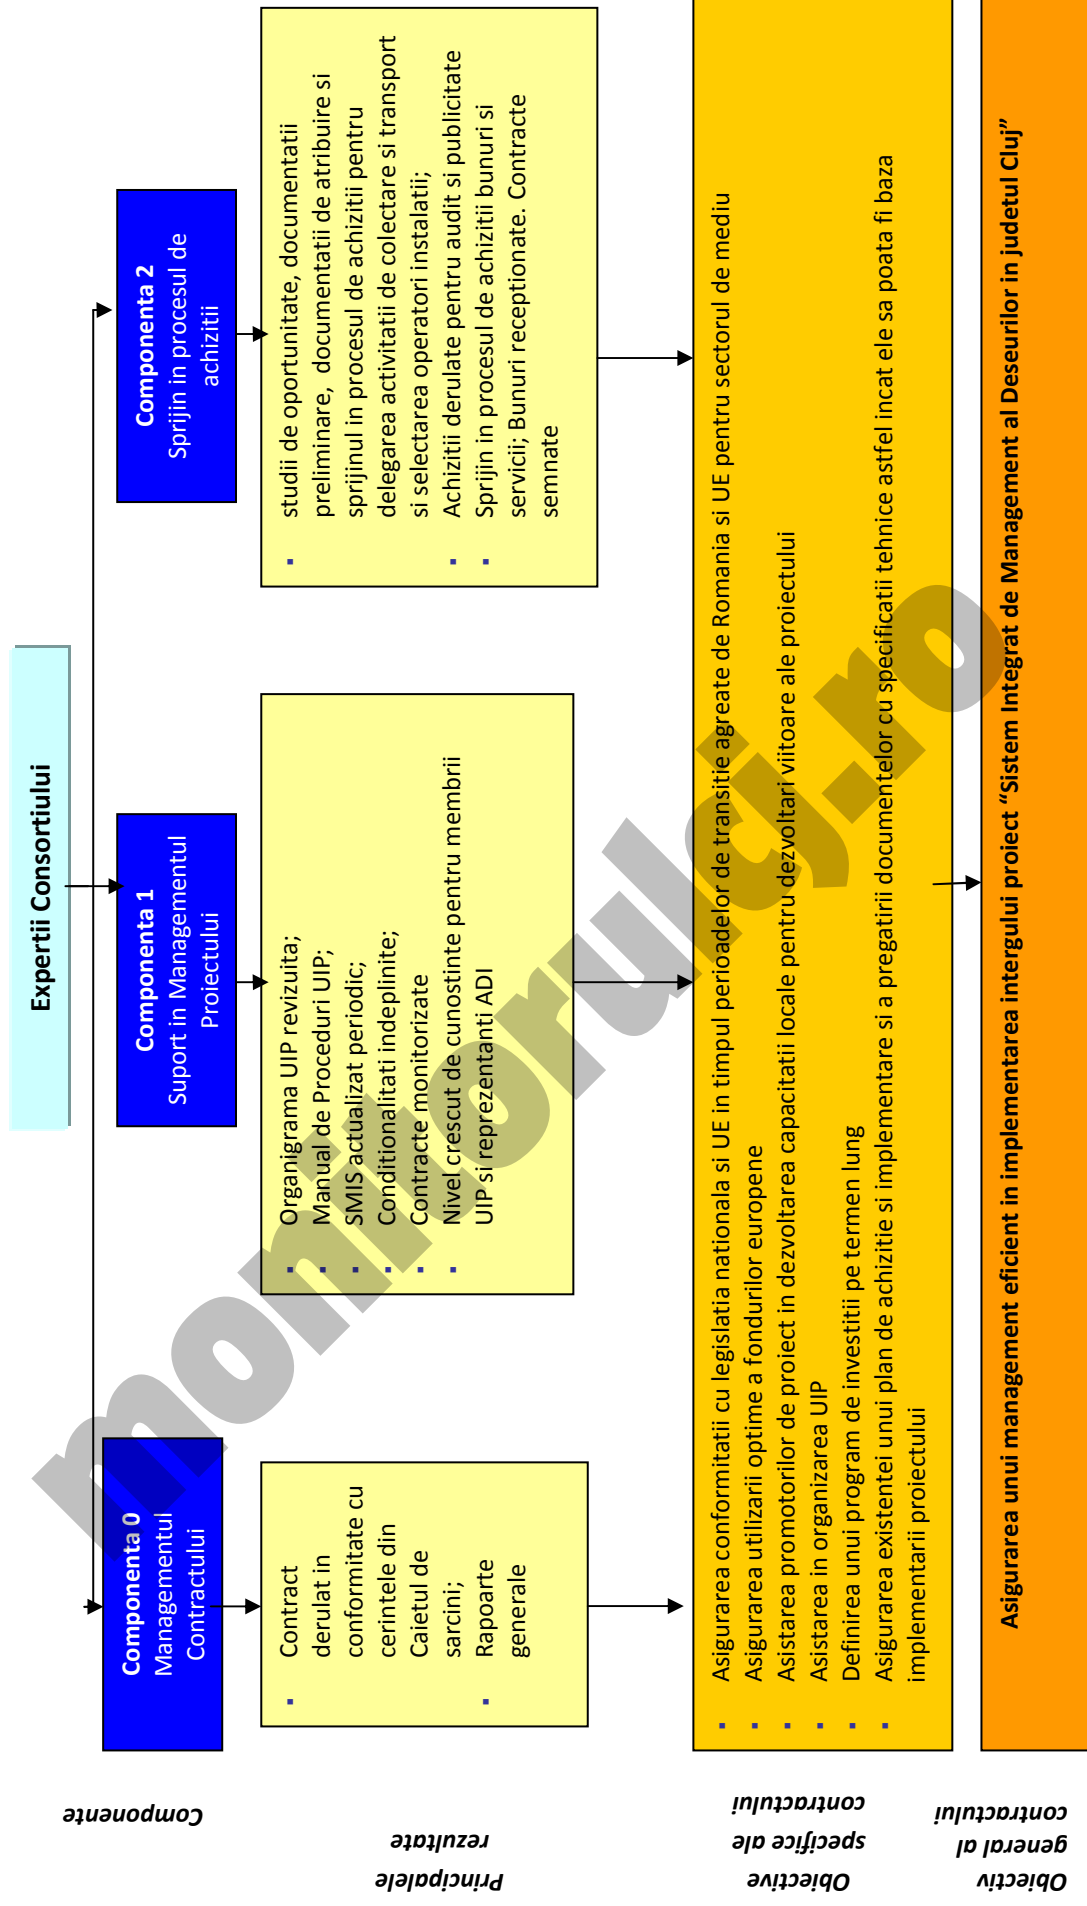 Expertii Consortiului
Componente
Componenta 0
Managementul
Contractului
Componenta 1
Suport in Managementul
Proiectului
Componenta 2
Sprijin in procesul de
achizitii
Principalele
rezultate
▪ Contract
derulat in
conformitate cu
cerintele din
Caietul de
sarcini;
▪ Rapoarte
generale
▪ Organigrama UIP revizuita;
▪ Manual de Proceduri UIP;
▪ SMIS actualizat periodic;
▪ Conditionalitati indeplinite;
▪ Contracte monitorizate
▪ Nivel crescut de cunostinte pentru membrii
UIP si reprezentanti ADI
▪ studii de oportunitate, documentatii
preliminare, documentatii de atribuire si
sprijinul in procesul de achizitii pentru
delegarea activitatii de colectare si transport
si selectarea operatori instalatii;
▪ Achizitii derulate pentru audit si publicitate
▪ Sprijin in procesul de achizitii bunuri si
servicii; Bunuri receptionate. Contracte
semnate
Obiective
specifice ale
contractului
▪ Asigurarea conformitatii cu legislatia nationala si UE in timpul perioadelor de transitie agreate de Romania si UE pentru sectorul de mediu
▪ Asigurarea utilizarii optime a fondurilor europene
▪ Asistarea promotorilor de proiect in dezvoltarea capacitatii locale pentru dezvoltari viitoare ale proiectului
▪ Asistarea in organizarea UIP
▪ Definirea unui program de investitii pe termen lung
▪ Asigurarea existentei unui plan de achizitie si implementare si a pregatirii documentelor cu specificatii tehnice astfel incat ele sa poata fi baza
implementarii proiectului
Obiectiv
general al
contractului
Asigurarea unui management eficient in implementarea intergului proiect “Sistem Integrat de Management al Deseurilor in judetul Cluj”
monitorulcj.ro